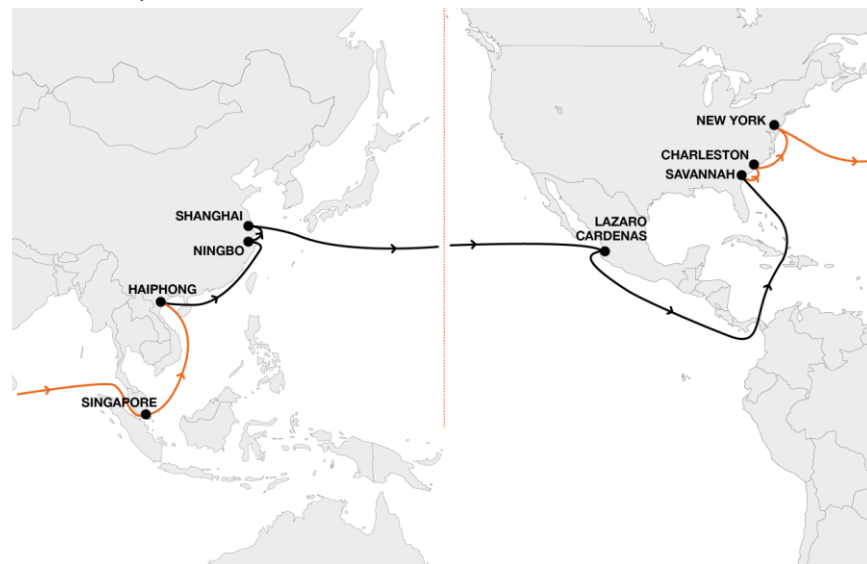 NEW YORK
CHARLESTON
SAVANNAH
SHANGHAI
LAZARO
CARDENAS
NINGBO
HAIPHONG
SINGAPORE